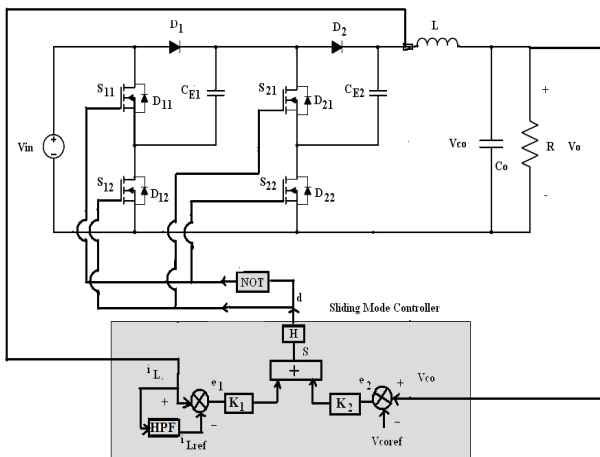 D1
D2
L
S11
D11
CE1
S21
D21
CE2
+
Vin
+
-
S12
D12
S22
D22
Vco
Co
R
Vo
-
NOT
d
Sliding Mode Controller
H
S
+
iL.
+
e1
K1
K2
e2
+
Vco
HPF
iLref
-
-
Vcoref